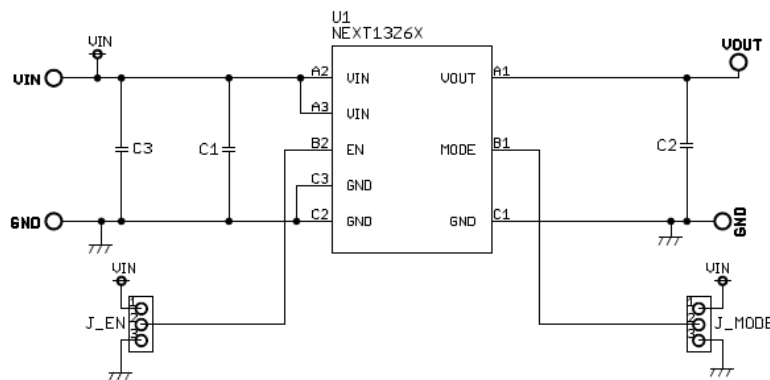 U1
NEXT13Z6X
VIN
VOUT
VIN
A2
VIN
VOUT
A1
A3
VIN
C3
C1
B2
EN
MODE
B1
C2
C3
GND
GND
C2
GND
GND
C1
GND
VIN
VIN
J_EN
1
2
3
1
2
3
J_MODE